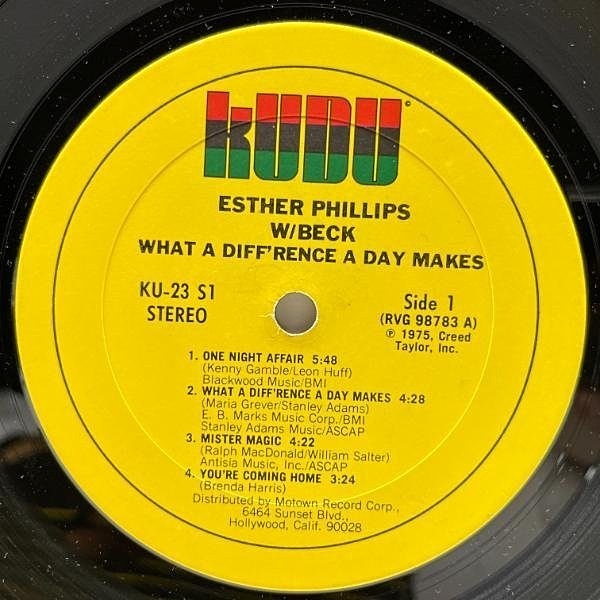 KUDU ©
ESTHER PHILLIPS
W/BECK
WHAT A DIFF'RENCE A DAY MAKES
KU-23 S1
STEREO
Side 1
(RVG 98783 A)
℗ 1975, Creed
Taylor, Inc.
1. ONE NIGHT AFFAIR 5:48
(Kenny Gamble/Leon Huff)
Blackwood Music/BMI
2. WHAT A DIFF'RENCE A DAY MAKES 4:28
(Maria Grever/Stanley Adams)
E. B. Marks Music Corp./BMI
Stanley Adams Music/ASCAP
3. MISTER MAGIC 4:22
(Ralph MacDonald/William Salter)
Antisia Music, Inc./ASCAP
4. YOU'RE COMING HOME 3:24
(Brenda Harris)
Distributed by Motown Record Corp.,
6464 Sunset Blvd.,
Hollywood, Calif. 90028